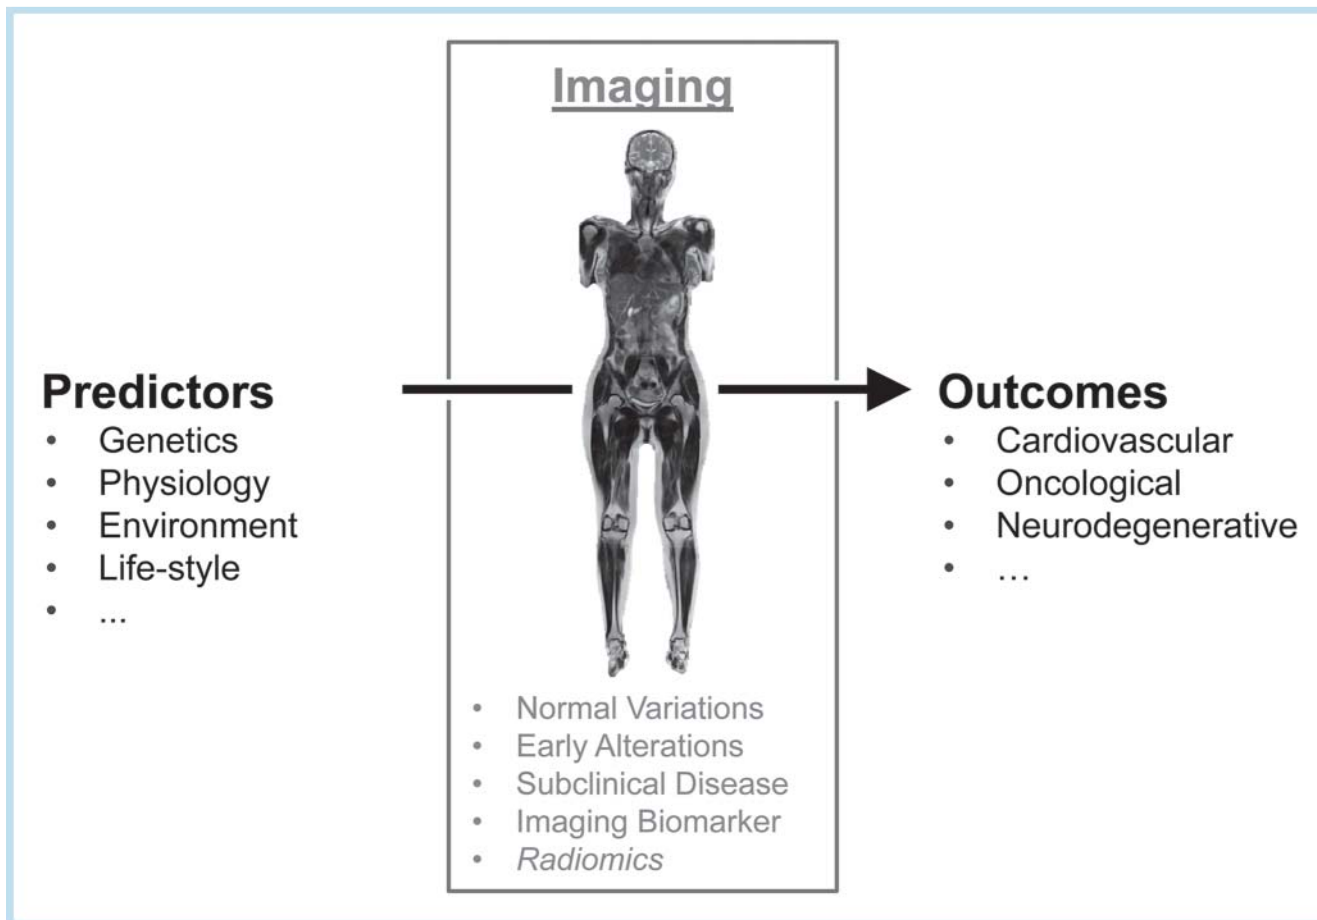 Imaging
Predictors
• Genetics
• Physiology
• Environment
• Life-style
• ...
Outcomes
• Cardiovascular
• Oncological
• Neurodegenerative
• ...
• Normal Variations
• Early Alterations
• Subclinical Disease
• Imaging Biomarker
• Radiomics